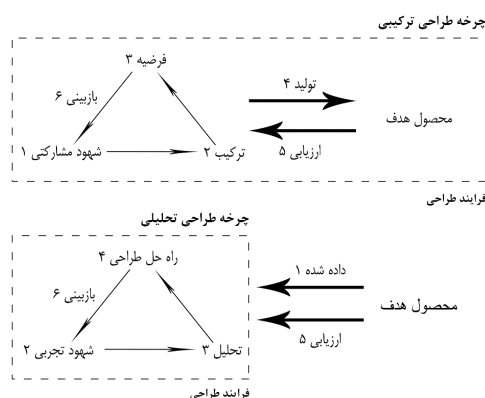 چرخه طراحی ترکیبی
فرضیه ۳
بازبینی ۶
تولید ۴
محصول هدف
شهود مشارکتی ۱
ترکیب ۲
ارزیابی ۵
فرایند طراحی
چرخه طراحی تحلیلی
راه حل طراحی ۴
داده شده ۱
بازبینی ۶
محصول هدف
شهود تجربی ۲
تحلیل ۳
ارزیابی ۵
فرایند طراحی